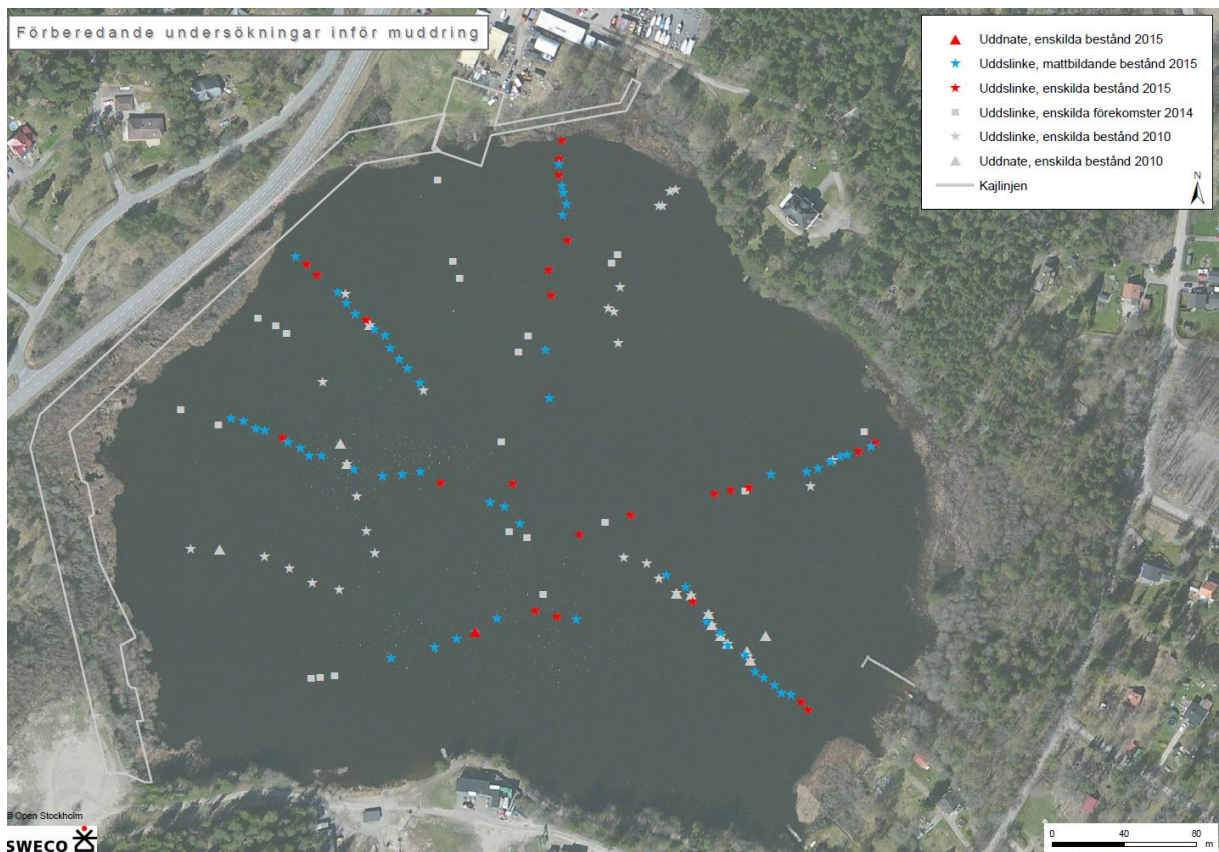 Förberedande undersökningar inför muddring
Uddnate, enskilda bestånd 2015
Uddslinke, mattbildande bestånd 2015
Uddslinke, enskilda bestånd 2015
Uddslinke, enskilda förekomster 2014
Uddslinke, enskilda bestånd 2010
Uddnate, enskilda bestånd 2010
Kajlinjen
N
© Open Stockholm
SWECO
0 40 80
m